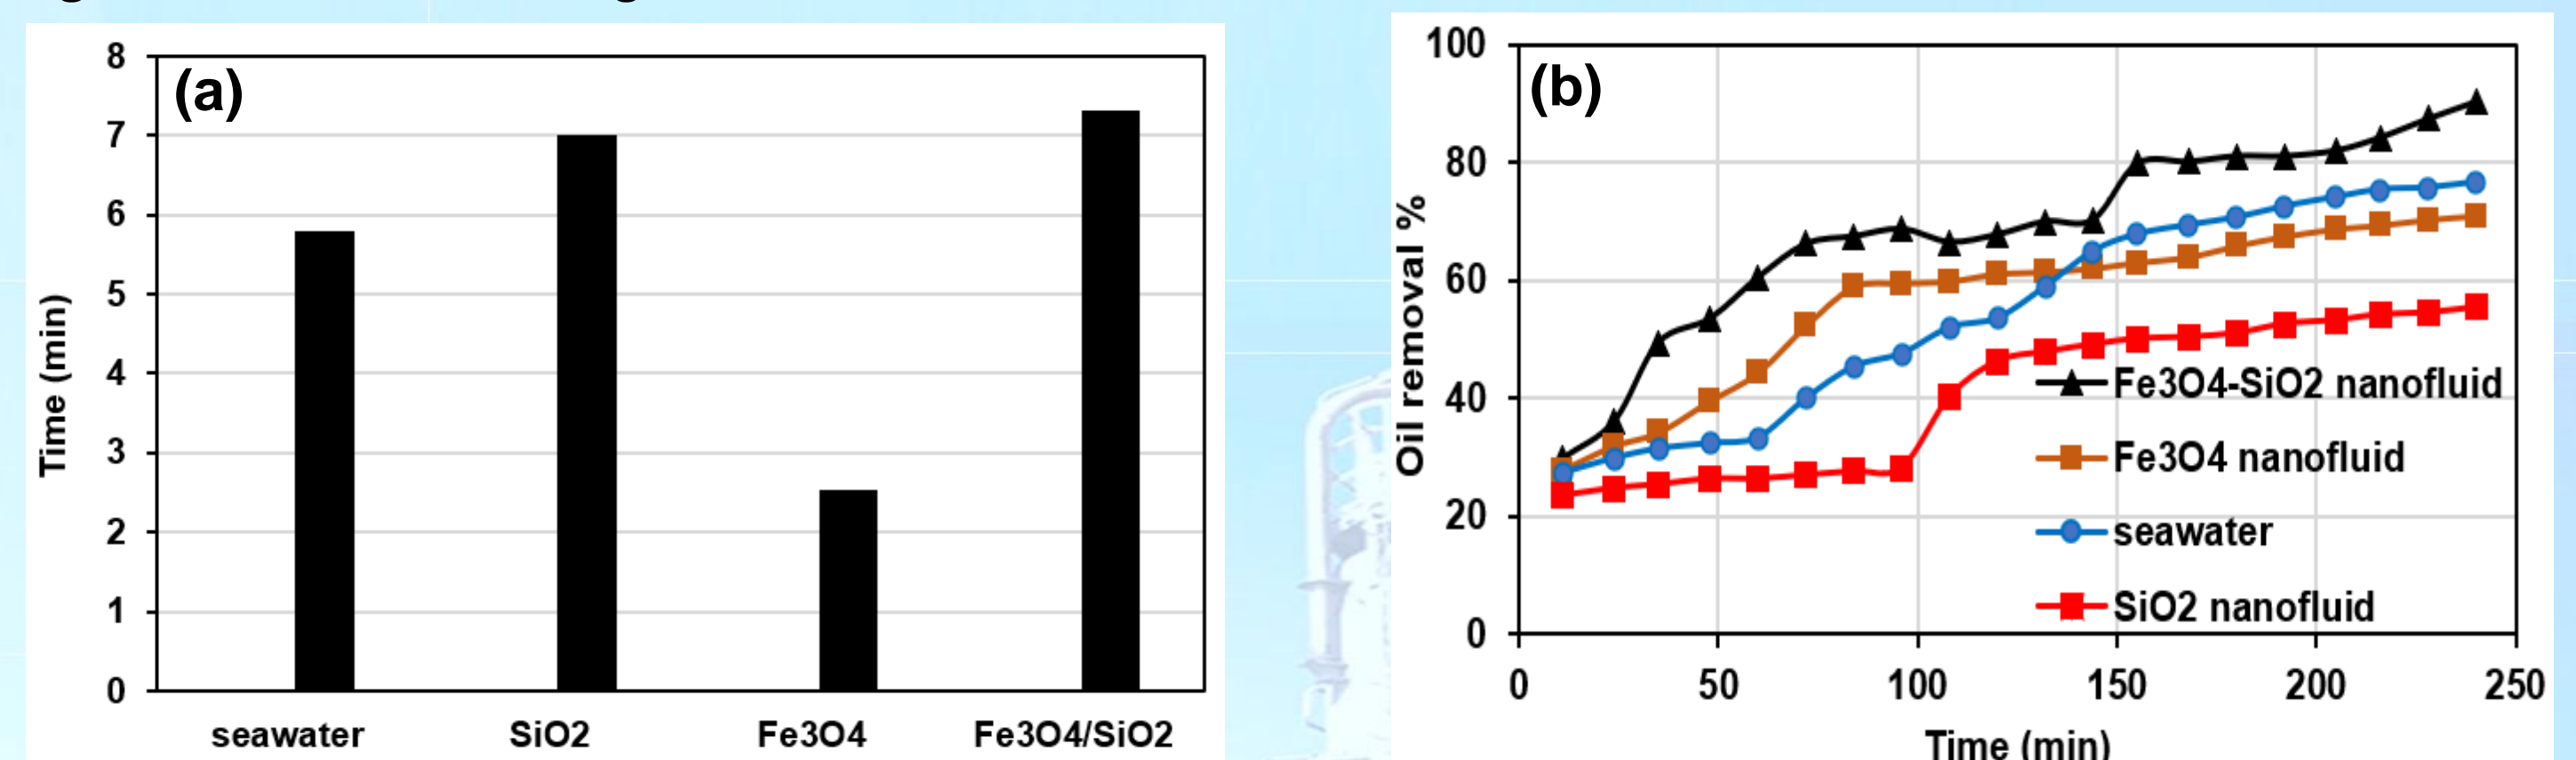 (a)
8
7
6
5
4
3
2
1
0
Time (min)
seawater SiO2 Fe3O4 Fe3O4/SiO2
(b)
100
80
60
40
20
0
Oil removal %
Fe3O4-SiO2 nanofluid
Fe3O4 nanofluid
seawater
SiO2 nanofluid
0 50 100 150 200 250
Time (min)